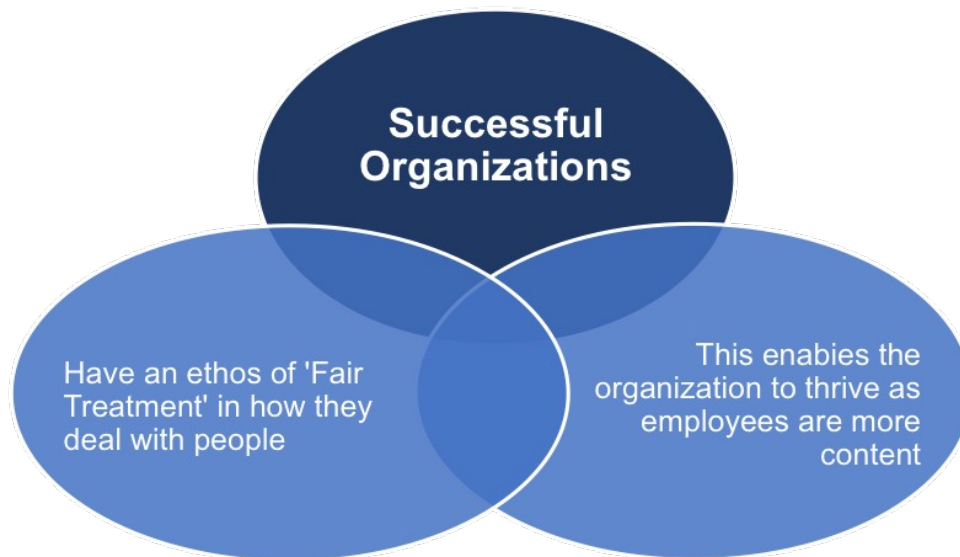 Successful
Organizations
Have an ethos of 'Fair
Treatment' in how they
deal with people
This enabies the
organization to thrive as
employees are more
content